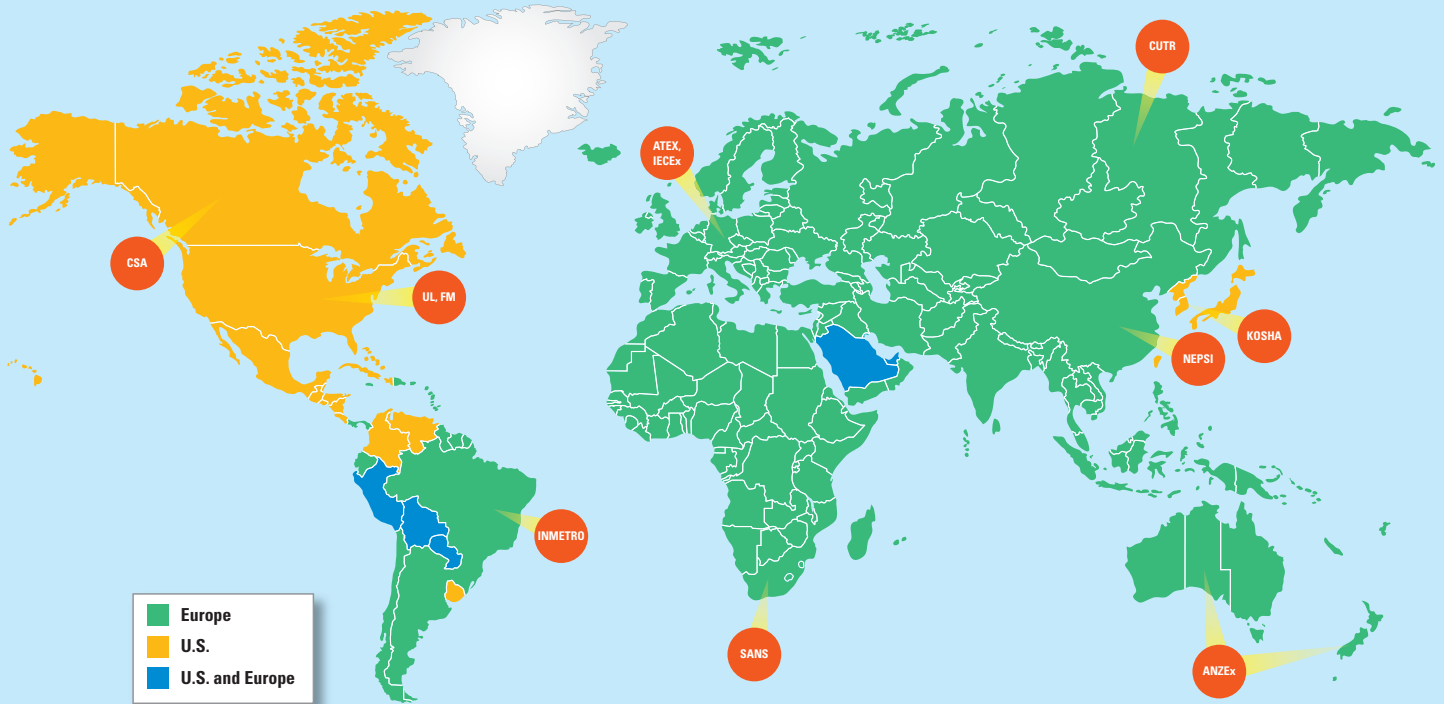 CUTR
ATEX,
IECEx
CSA
UL, FM
KOSHA
NEPSI
INMETRO
SANS
ANZEx
Europe
U.S.
U.S. and Europe